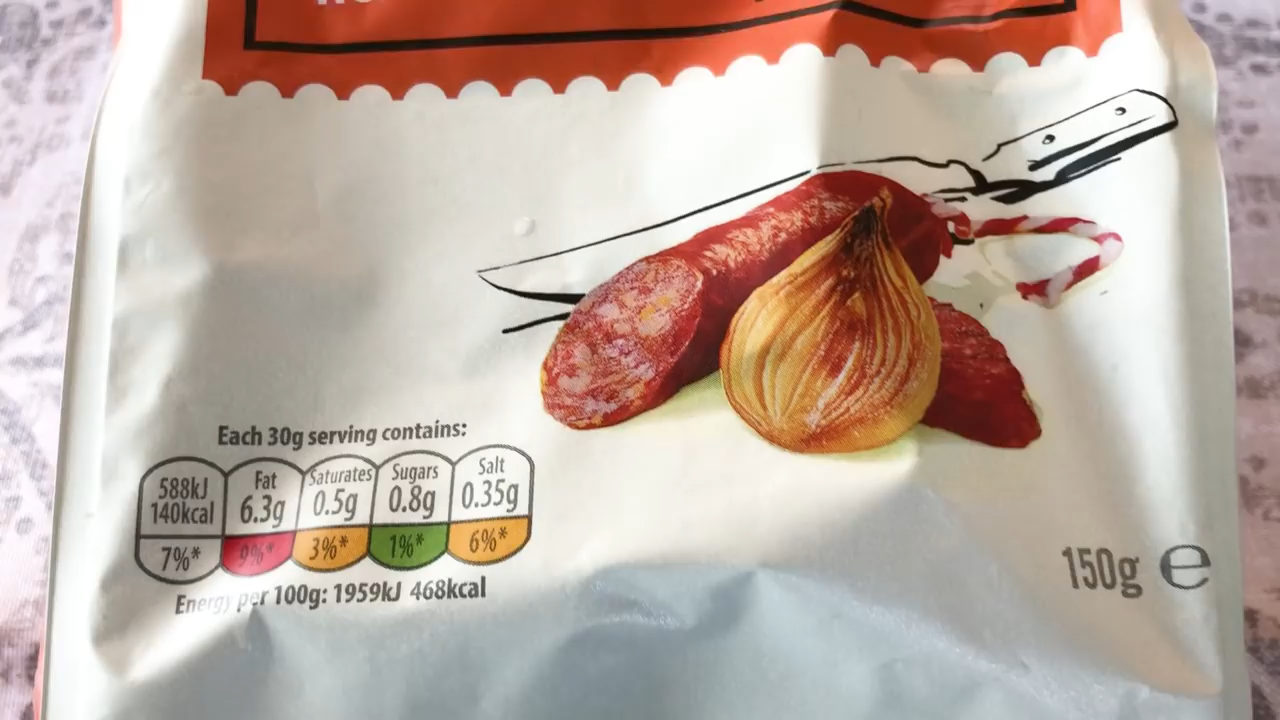 Each 30g serving contains:
588kJ 140kcal 7%*
Fat 6.3g 9%*
Saturates 0.5g 3%*
Sugars 0.8g 1%*
Salt 0.35g 6%*
Energy per 100g: 1959kJ 468kcal
150g e